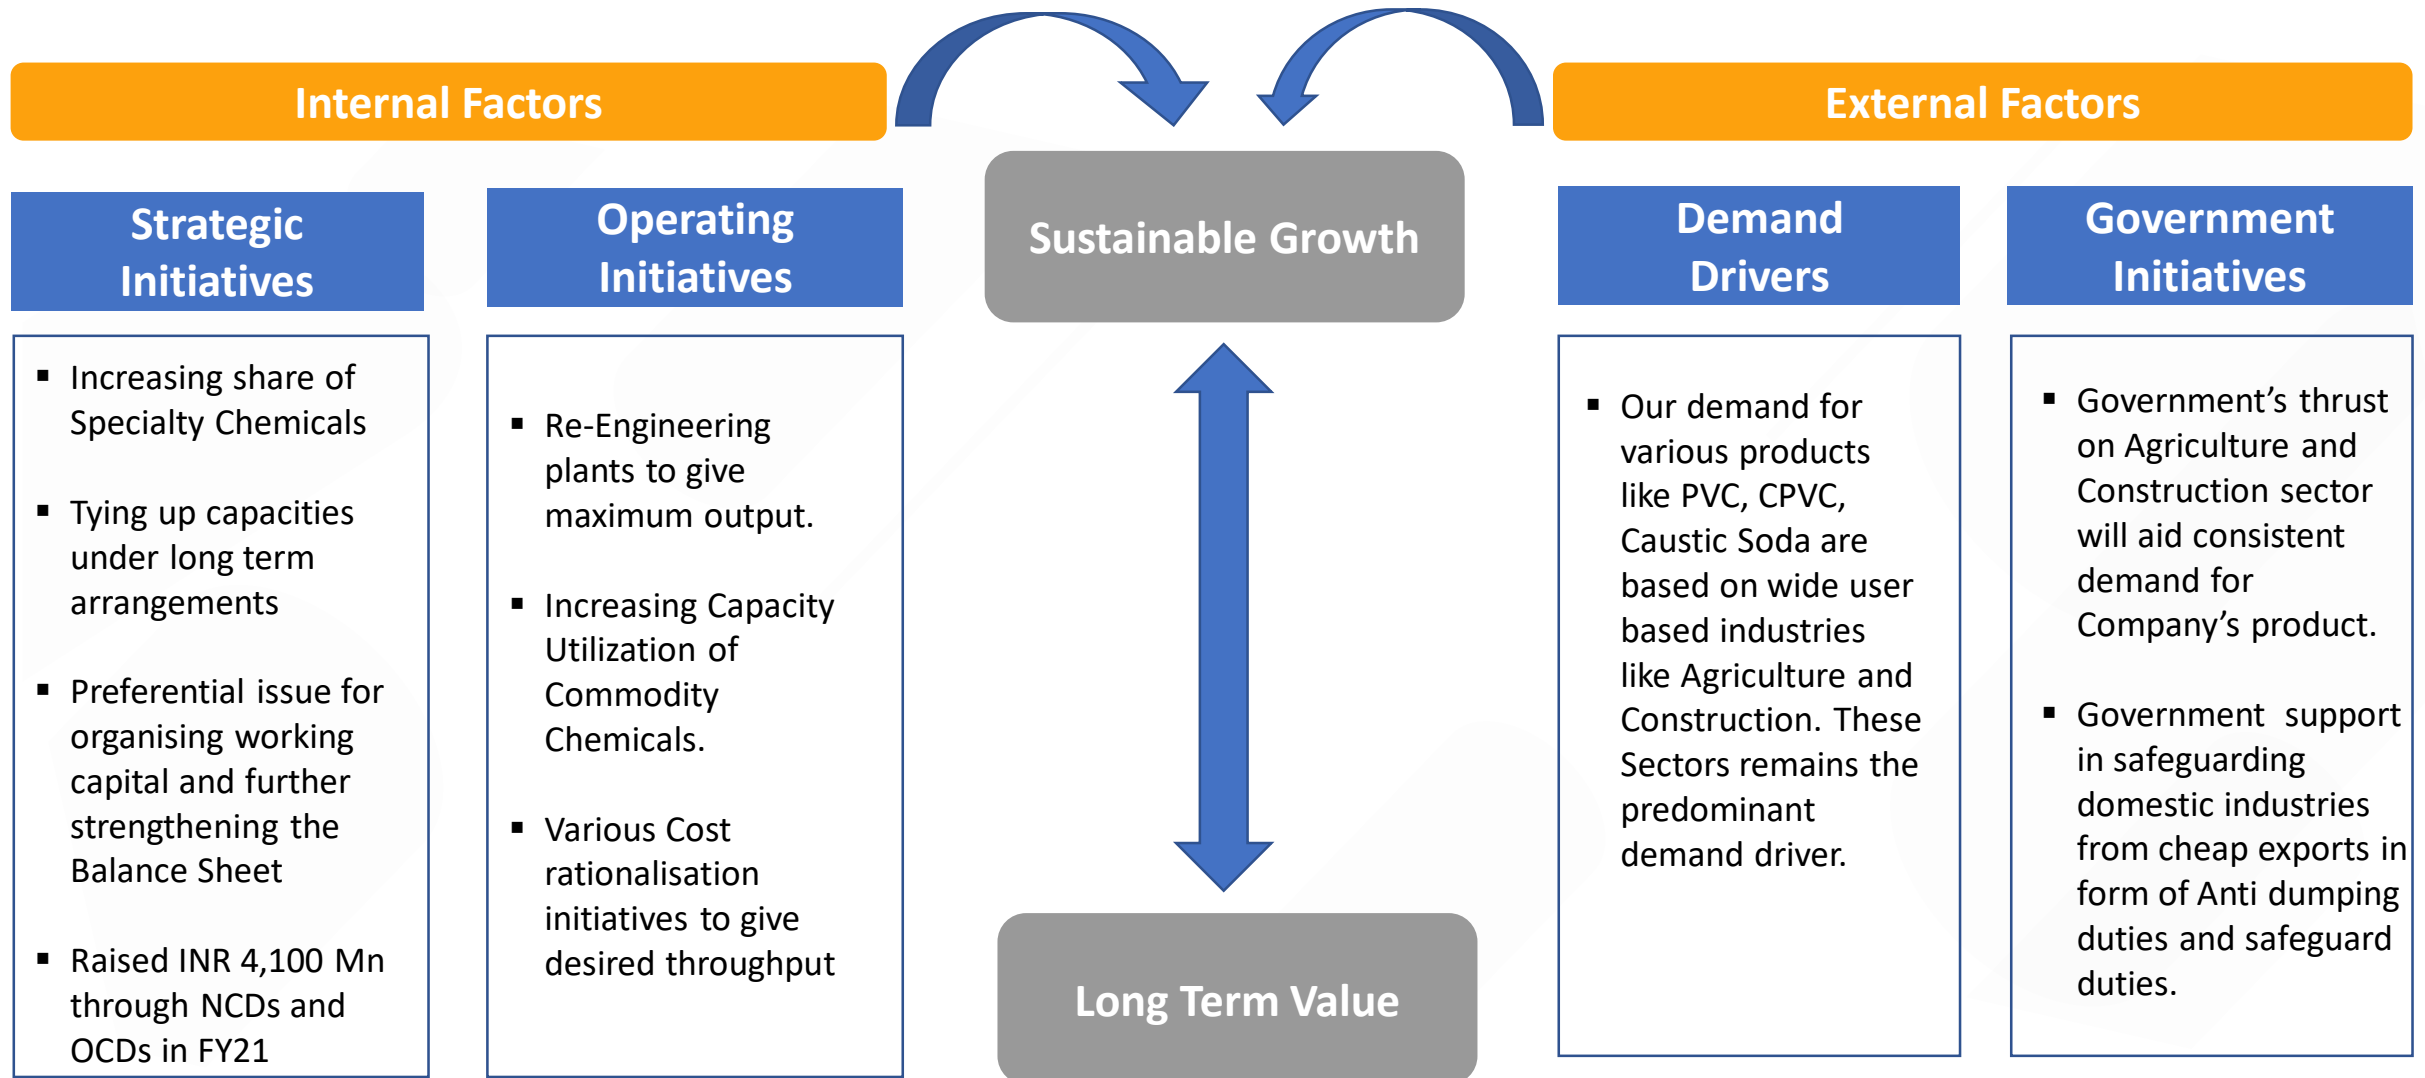 Internal Factors
External Factors
Strategic
Initiatives
Increasing share of
Specialty Chemicals
Tying up capacities
under long term
arrangements
Preferential issue for
organising working
capital and further
strengthening the
Balance Sheet
Raised INR 4,100 Mn
through NCDs and
OCDs in FY21
Operating
Initiatives
Re-Engineering
plants to give
maximum output.
Increasing Capacity
Utilization of
Commodity
Chemicals.
Various Cost
rationalisation
initiatives to give
desired throughput
Sustainable Growth
Long Term Value
Demand
Drivers
Our demand for
various products
like PVC, CPVC,
Caustic Soda are
based on wide user
based industries
like Agriculture and
Construction. These
Sectors remains the
predominant
demand driver.
Government
Initiatives
Government’s thrust
on Agriculture and
Construction sector
will aid consistent
demand for
Company’s product.
Government support
in safeguarding
domestic industries
from cheap exports in
form of Anti dumping
duties and safeguard
duties.